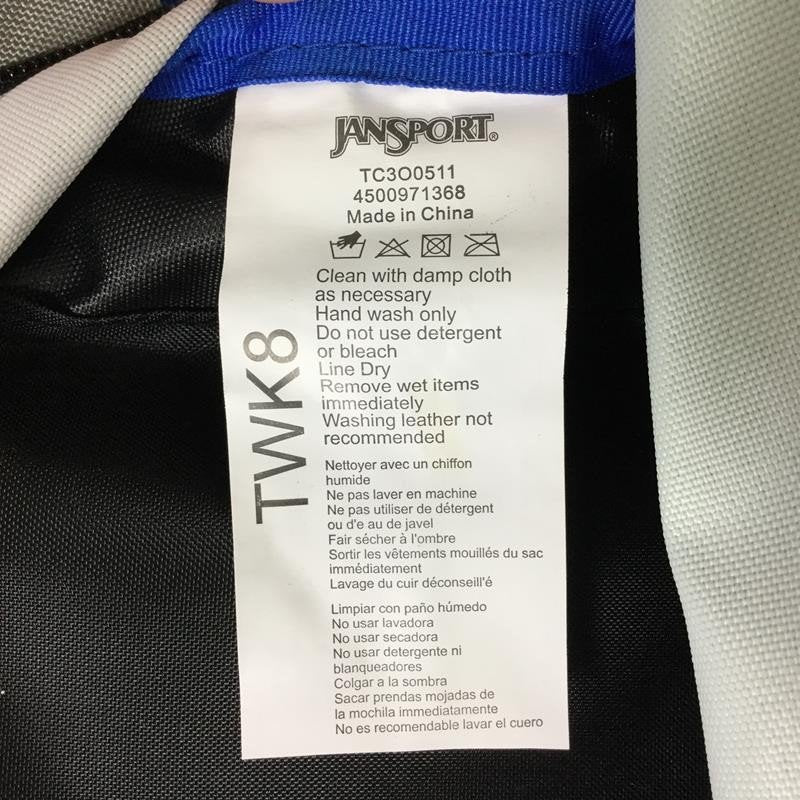 JANSPORT®
TC3O0511
4500971368
Made in China
Clean with damp cloth
as necessary
Hand wash only
Do not use detergent
or bleach
Line Dry
Remove wet items
immediately
Washing leather not
recommended
TWK8
Nettoyer avec un chiffon
humide
Ne pas laver en machine
Ne pas utiliser de détergent
ou d'e au de javel
Fair sécher à l'ombre
Sortir les vêtements mouillés du sac
immédiatement
Lavage du cuir déconseill'é
Limpiar con paño húmedo
No usar lavadora
No usar secadora
No usar detergente ni
blanqueadores
Colgar a la sombra
Sacar prendas mojadas de
la mochila immediatamente
No es recomendable lavar el cuero